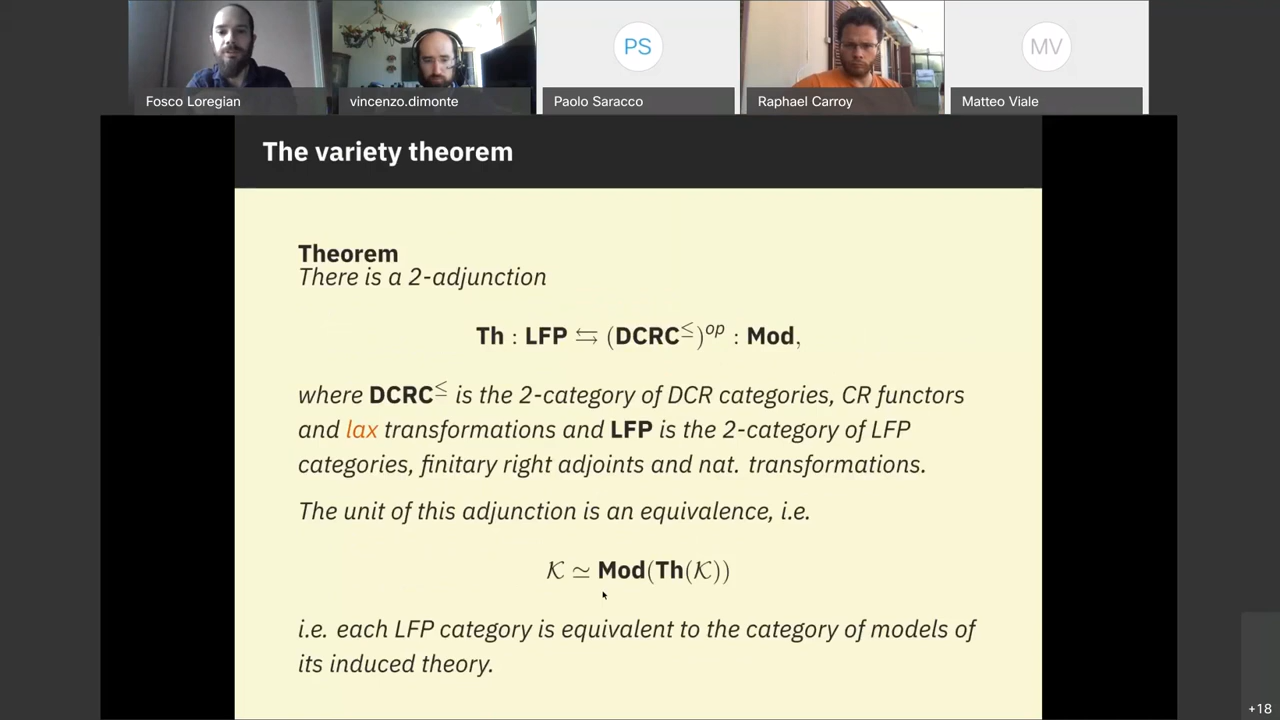 PS
MV
Fosco Loregian
vincenzo.dimonte
Paolo Saracco
Raphael Carroy
Matteo Viale
The variety theorem
Theorem
There is a 2-adjunction
Th : LFP ⇆ (DCRC≤)op : Mod,
where DCRC≤ is the 2-category of DCR categories, CR functors
and lax transformations and LFP is the 2-category of LFP
categories, finitary right adjoints and nat. transformations.
The unit of this adjunction is an equivalence, i.e.
𝒦 ≃ Mod(Th(𝒦))
i.e. each LFP category is equivalent to the category of models of
its induced theory.
+18